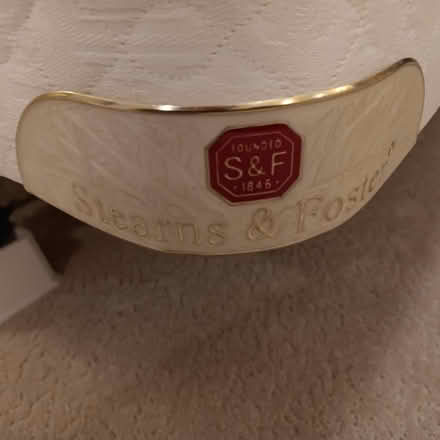 FOUNDED
S&F
·1846·
Stearns & Foster®